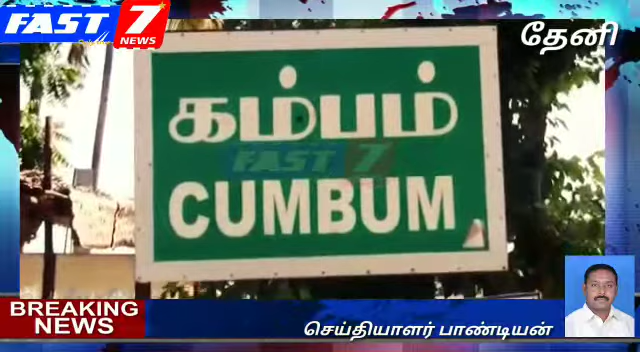 FAST 7
NEWS
தேனி
கம்பம்
FAST 7
CUMBUM
BREAKING
NEWS
செய்தியாளர் பாண்டியன்